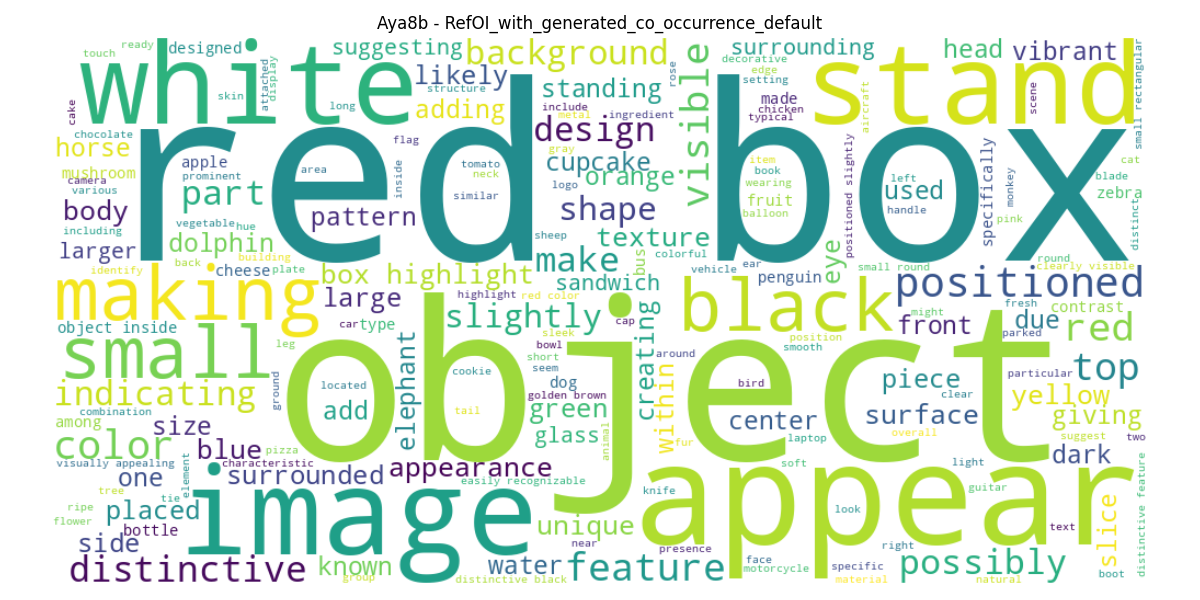 Aya8b - RefOI_with_generated_co_occurrence_default
touch ready designed suggesting background surrounding head vibrant
white likely visible decorative edge setting stand
skin attached display long structure standing rose made chicken typical aircraft scene small rectangular
cake adding include ingredient metal
chocolate red box design
horse flag gray cat
mushroom apple prominent area inside tomato neck cupcake orange item book wearing left used specifically monkey blade
camera various part similar logo fruit balloon handle positioned slightly zebra
body pattern shape pink distinct
including vegetable hue sheep texture colorful
larger dolphin building make bus vehicle ear eye round
identify back cheese plate box highlight sandwich penguin small round clearly visible
making large highlight red color black positioned
car type slightly cap creating position might fresh contrast
object inside sleek smooth front parked due red
small leg bowl short object around
indicating ground located elephant cookie seem dog bird piece particular top
combination add golden brown within clear yellow
among size tail green center surface giving
color blue glass animal fur laptop overall suggest two
visually appealing pizza characteristic appearance soft light dark
one element surrounded easily recognizable appear guitar
tree tie image knife distinctive feature
ripe placed look slice
flower bottle unique text
side near presence right
distinctive known water feature face specific possibly
group distinctive black motorcycle material natural boot